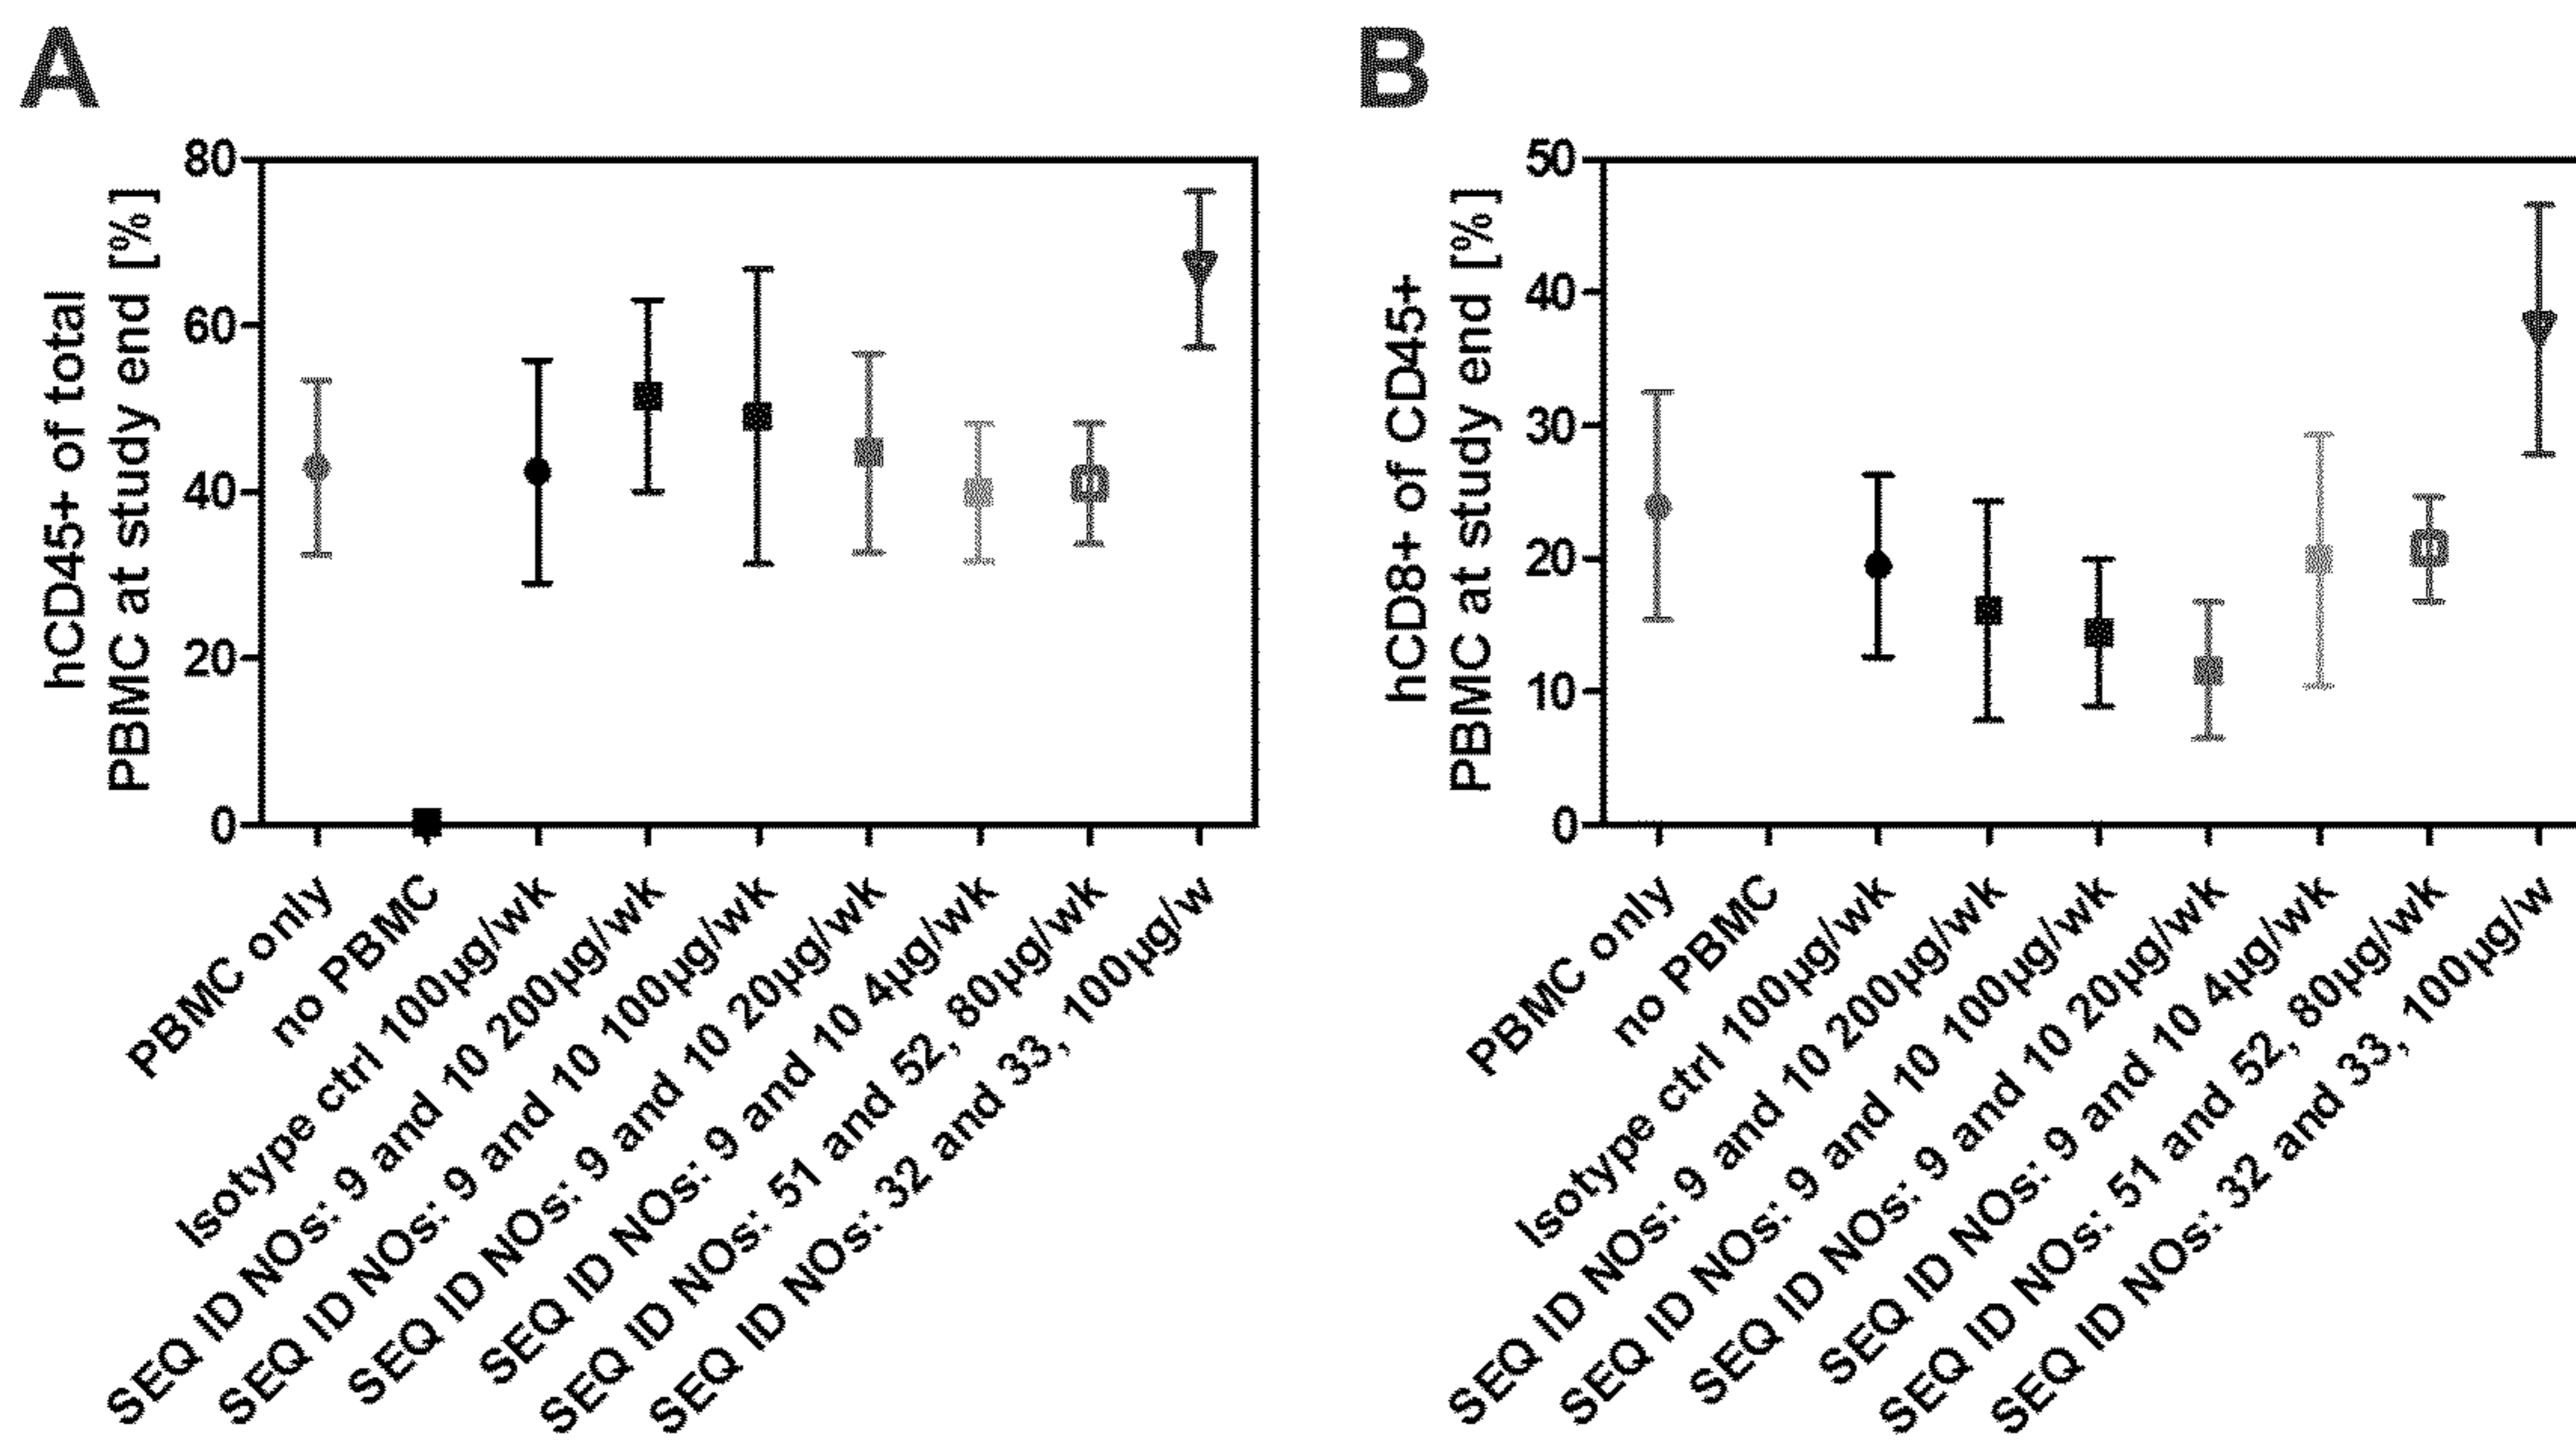 A
hCD45+ of total
PBMC at study end [%]
80
60
40
20
0
PBMC only
no PBMC
Isotype ctrl 100µg/wk
SEQ ID NOs: 9 and 10 200µg/wk
SEQ ID NOs: 9 and 10 100µg/wk
SEQ ID NOs: 9 and 10 20µg/wk
SEQ ID NOs: 9 and 10 4µg/wk
SEQ ID NOs: 51 and 52, 80µg/wk
SEQ ID NOs: 32 and 33, 100µg/w
B
hCD8+ of CD45+
PBMC at study end [%]
50
40
30
20
10
0
PBMC only
no PBMC
Isotype ctrl 100µg/wk
SEQ ID NOs: 9 and 10 200µg/wk
SEQ ID NOs: 9 and 10 100µg/wk
SEQ ID NOs: 9 and 10 20µg/wk
SEQ ID NOs: 9 and 10 4µg/wk
SEQ ID NOs: 51 and 52, 80µg/wk
SEQ ID NOs: 32 and 33, 100µg/w